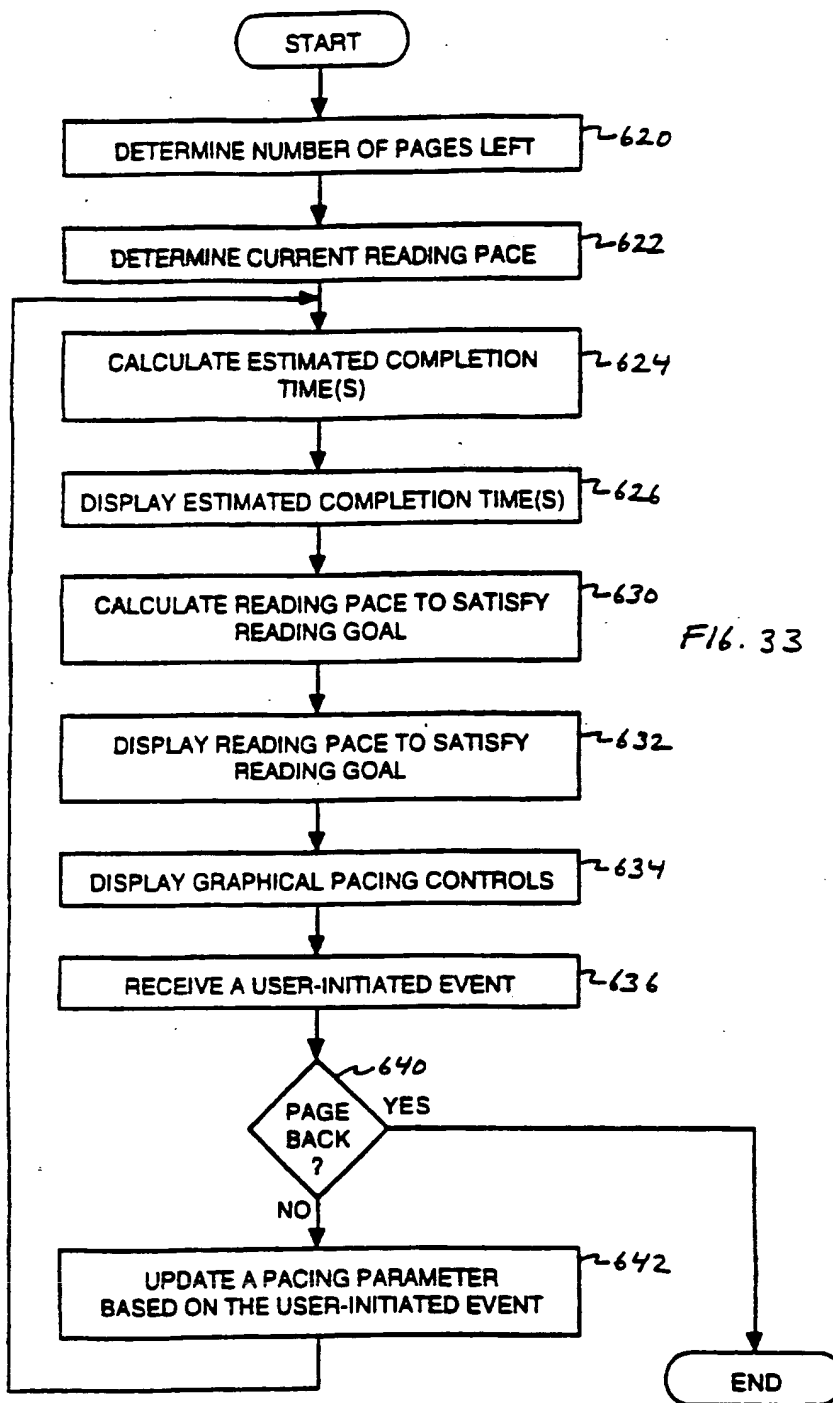 START
DETERMINE NUMBER OF PAGES LEFT
620
DETERMINE CURRENT READING PACE
622
CALCULATE ESTIMATED COMPLETION
TIME(S)
624
DISPLAY ESTIMATED COMPLETION TIME(S)
626
CALCULATE READING PACE TO SATISFY
READING GOAL
630
FIG. 33
DISPLAY READING PACE TO SATISFY
READING GOAL
632
DISPLAY GRAPHICAL PACING CONTROLS
634
RECEIVE A USER-INITIATED EVENT
636
640
PAGE
BACK
?
YES
NO
UPDATE A PACING PARAMETER
BASED ON THE USER-INITIATED EVENT
642
END